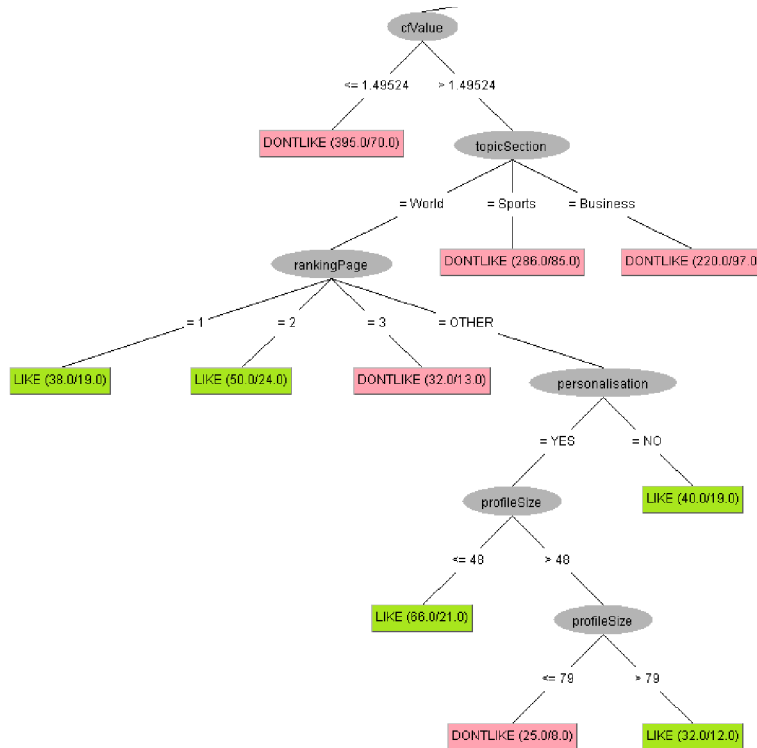 cfValue
<= 1.49524
> 1.49524
DONTLIKE (395.0/70.0)
topicSection
= World
= Sports
= Business
rankingPage
DONTLIKE (286.0/85.0)
DONTLIKE (220.0/97.0
= 1
= 2
= 3
= OTHER
LIKE (38.0/19.0)
LIKE (50.0/24.0)
DONTLIKE (32.0/13.0)
personalisation
= YES
= NO
profileSize
LIKE (40.0/19.0)
<= 48
> 48
LIKE (66.0/21.0)
profileSize
<= 79
> 79
DONTLIKE (25.0/8.0)
LIKE (32.0/12.0)